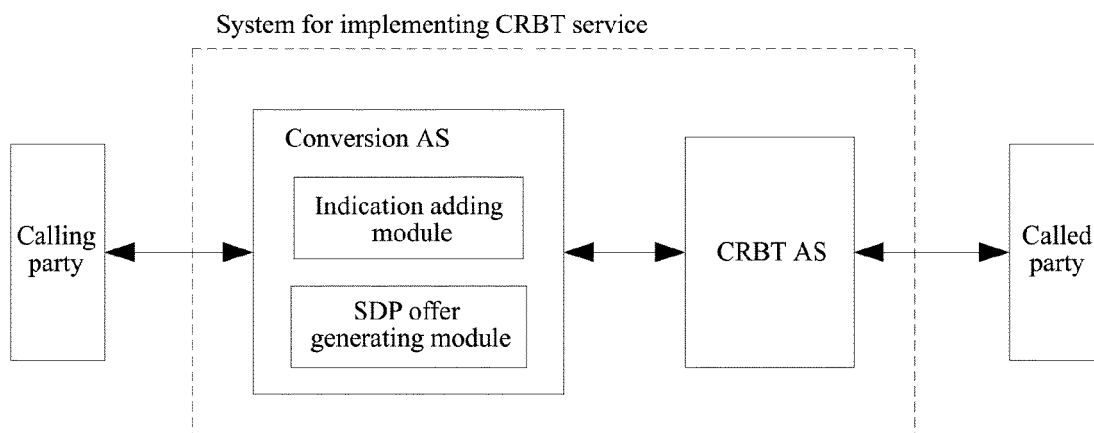 System for implementing CRBT service
Conversion AS
Indication adding
module
SDP offer
generating module
Calling
party
CRBT AS
Called
party